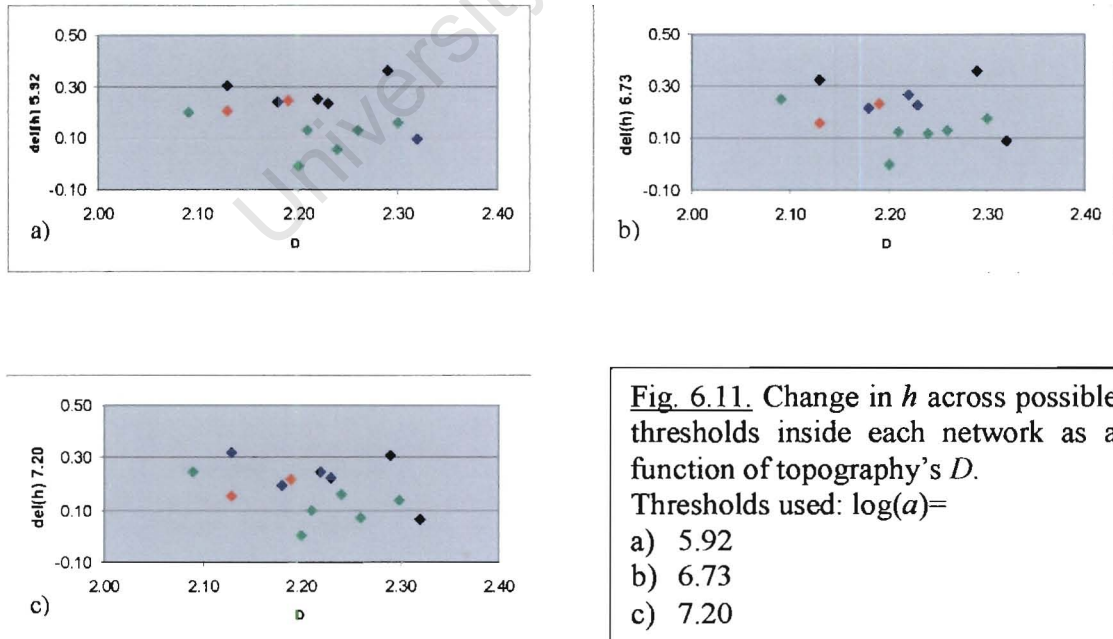 0.50
0.30
0.10
-0.10
del(h) 5.92
2.00 2.10 2.20 2.30 2.40
D
a)
0.50
0.30
0.10
-0.10
del(h) 6.73
2.00 2.10 2.20 2.30 2.40
D
b)
0.50
0.30
0.10
-0.10
del(h) 7.20
2.00 2.10 2.20 2.30 2.40
D
c)
Fig. 6.11. Change in h across possible
thresholds inside each network as a
function of topography's D.
Thresholds used: log(a)=
a) 5.92
b) 6.73
c) 7.20
University